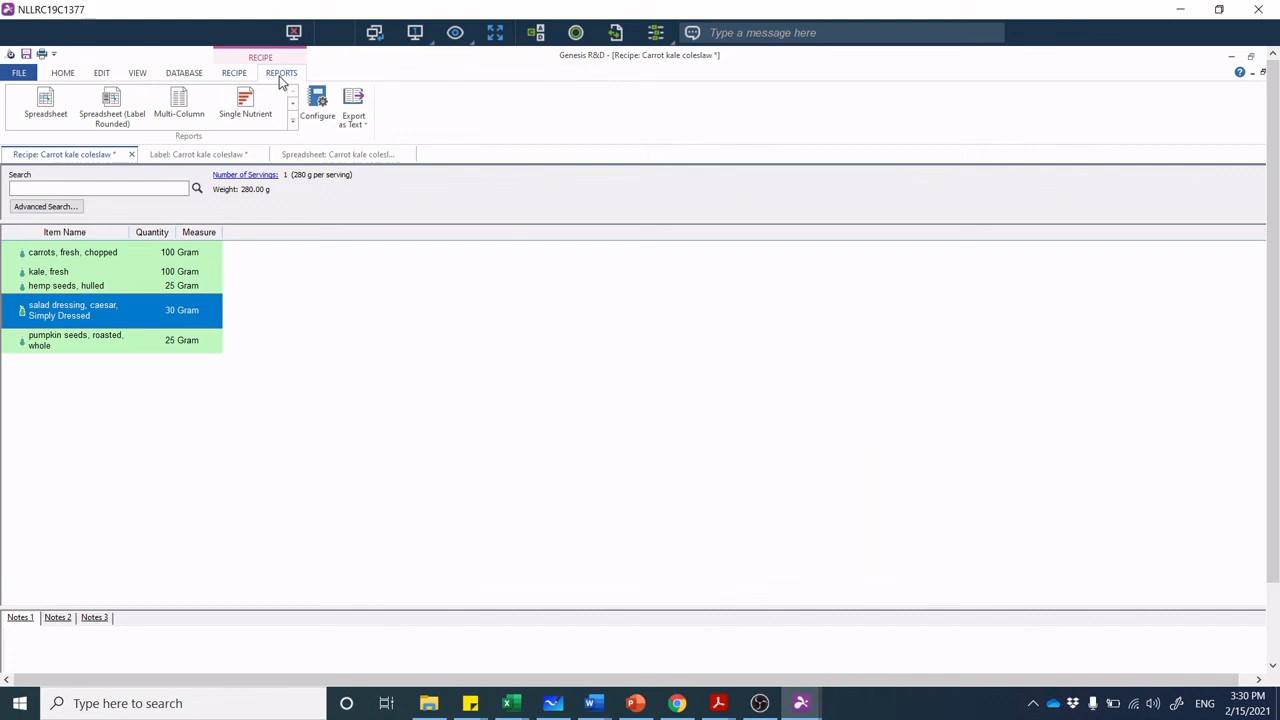 NLLRC19C1377
Type a message here
RECIPE
Genesis R&D - [Recipe: Carrot kale coleslaw *]
FILE HOME EDIT VIEW DATABASE RECIPE REPORTS
Spreadsheet
Spreadsheet (Label
Rounded)
Multi-Column
Single Nutrient
Configure
Export
as Text
Reports
Recipe: Carrot kale coleslaw *
Label: Carrot kale coleslaw *
Spreadsheet: Carrot kale colesl...
Search
Number of Servings: 1 (280 g per serving)
Weight: 280.00 g
Advanced Search...
Item Name Quantity Measure
carrots, fresh, chopped 100 Gram
kale, fresh 100 Gram
hemp seeds, hulled 25 Gram
salad dressing, caesar,
Simply Dressed 30 Gram
pumpkin seeds, roasted,
whole 25 Gram
Notes 1 Notes 2 Notes 3
Type here to search
ENG
3:30 PM
2/15/2021